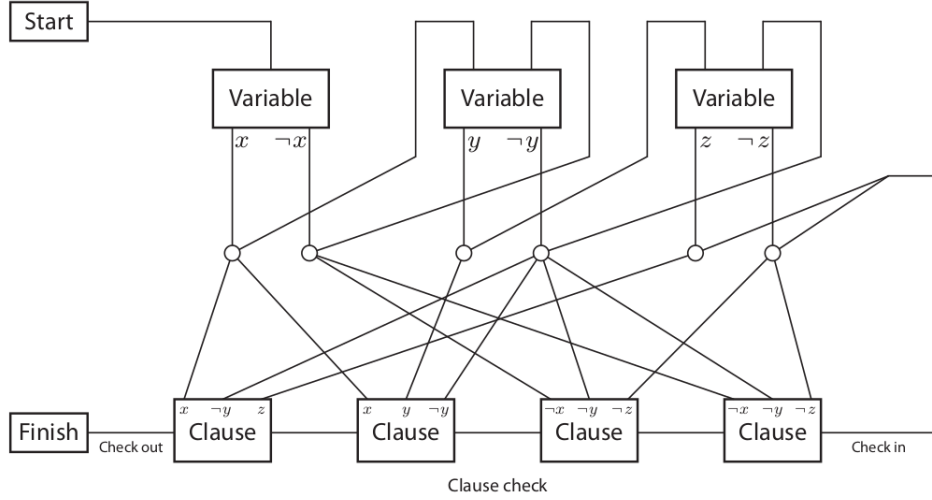 Start
Variable Variable Variable
x ¬x y ¬y z ¬z
x ¬y z x y ¬y ¬x ¬y ¬z ¬x ¬y ¬z
Finish Clause Clause Clause Clause
Check out Check in
Clause check